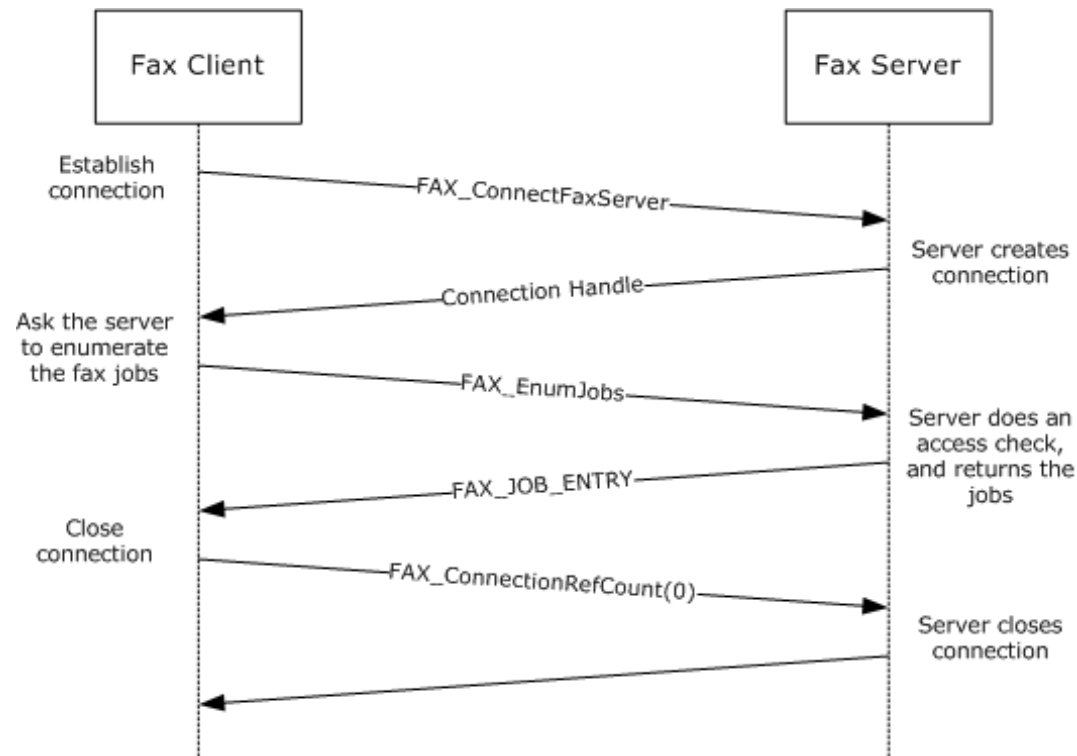 Fax Client
Fax Server
Establish
connection
FAX_ConnectFaxServer
Server creates
connection
Connection Handle
Ask the server
to enumerate
the fax jobs
FAX_EnumJobs
Server does an
access check,
and returns the
jobs
FAX_JOB_ENTRY
Close
connection
FAX_ConnectionRefCount(0)
Server closes
connection